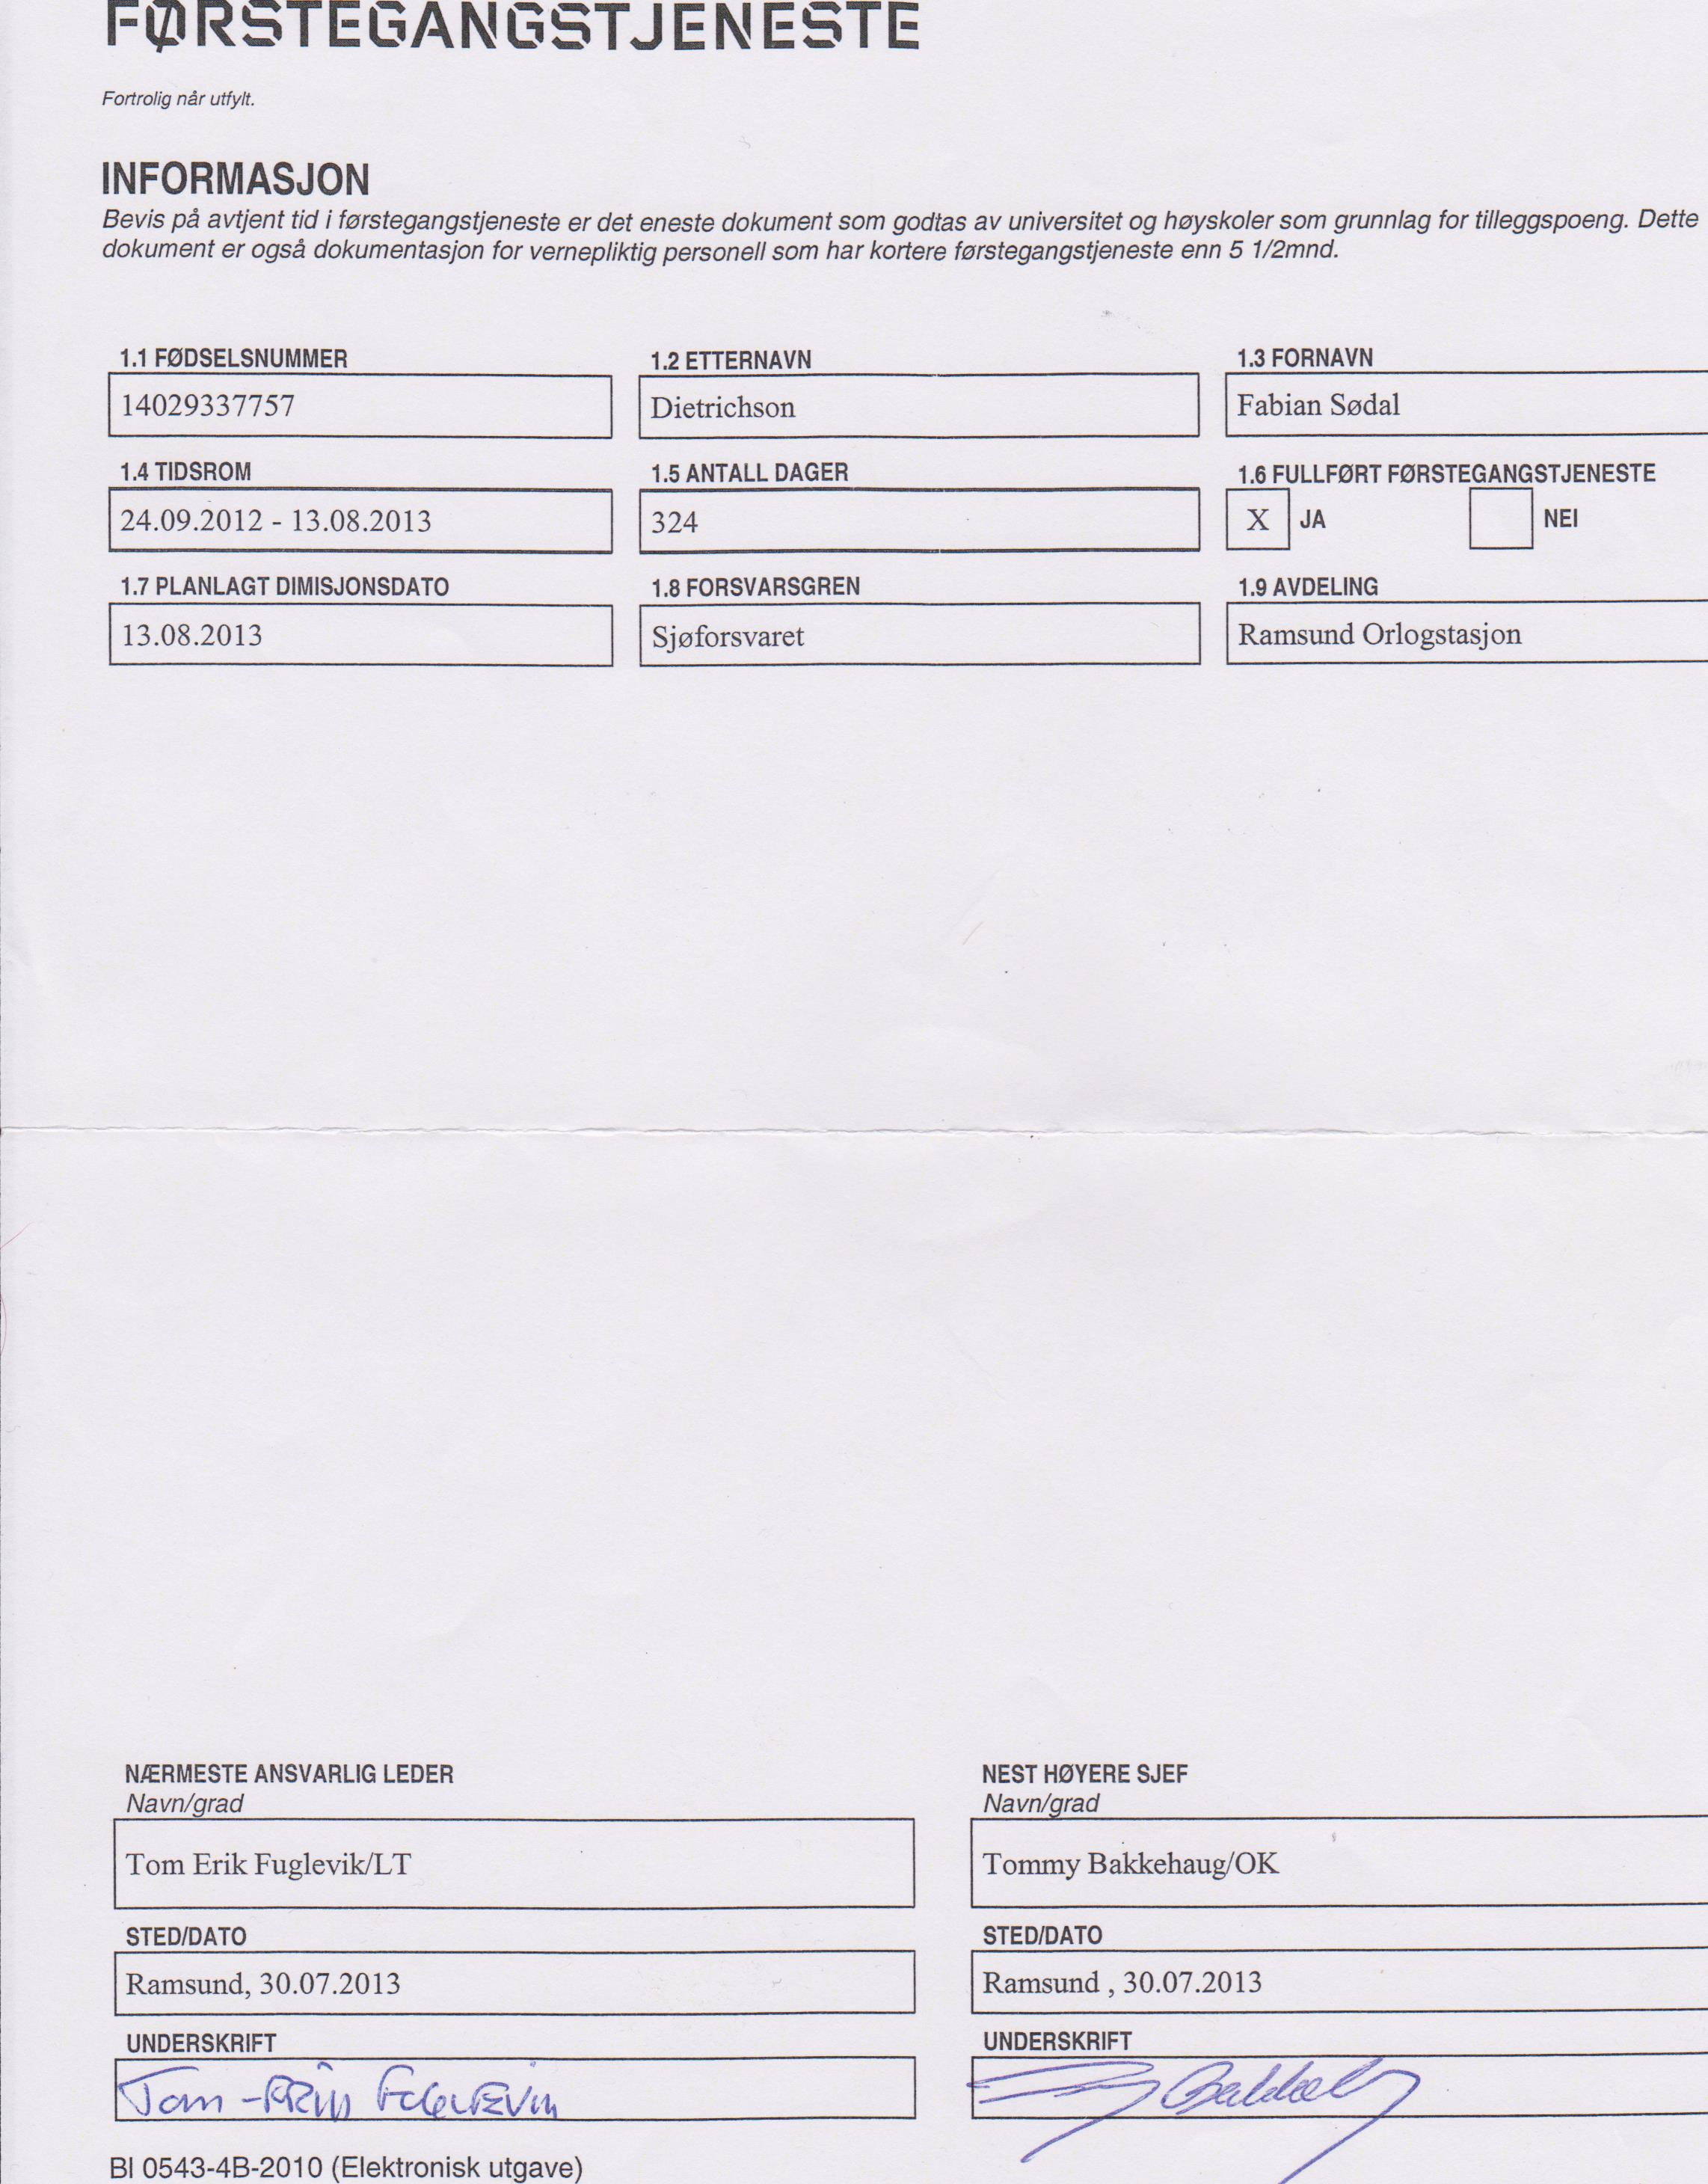 FØRSTEGANGSTJENESTE
Fortrolig når utfylt.
INFORMASJON
Bevis på avtjent tid i førstegangstjeneste er det eneste dokument som godtas av universitet og høyskoler som grunnlag for tilleggspoeng. Dette
dokument er også dokumentasjon for vernepliktig personell som har kortere førstegangstjeneste enn 5 1/2mnd.
1.1 FØDSELSNUMMER 1.2 ETTERNAVN 1.3 FORNAVN
14029337757 Dietrichson Fabian Sødal
1.4 TIDSROM 1.5 ANTALL DAGER 1.6 FULLFØRT FØRSTEGANGSTJENESTE
24.09.2012 - 13.08.2013 324 X JA NEI
1.7 PLANLAGT DIMISJONSDATO 1.8 FORSVARSGREN 1.9 AVDELING
13.08.2013 Sjøforsvaret Ramsund Orlogstasjon
NÆRMESTE ANSVARLIG LEDER NEST HØYERE SJEF
Navn/grad Navn/grad
Tom Erik Fuglevik/LT Tommy Bakkehaug/OK
STED/DATO STED/DATO
Ramsund, 30.07.2013 Ramsund , 30.07.2013
UNDERSKRIFT UNDERSKRIFT
BI 0543-4B-2010 (Elektronisk utgave)